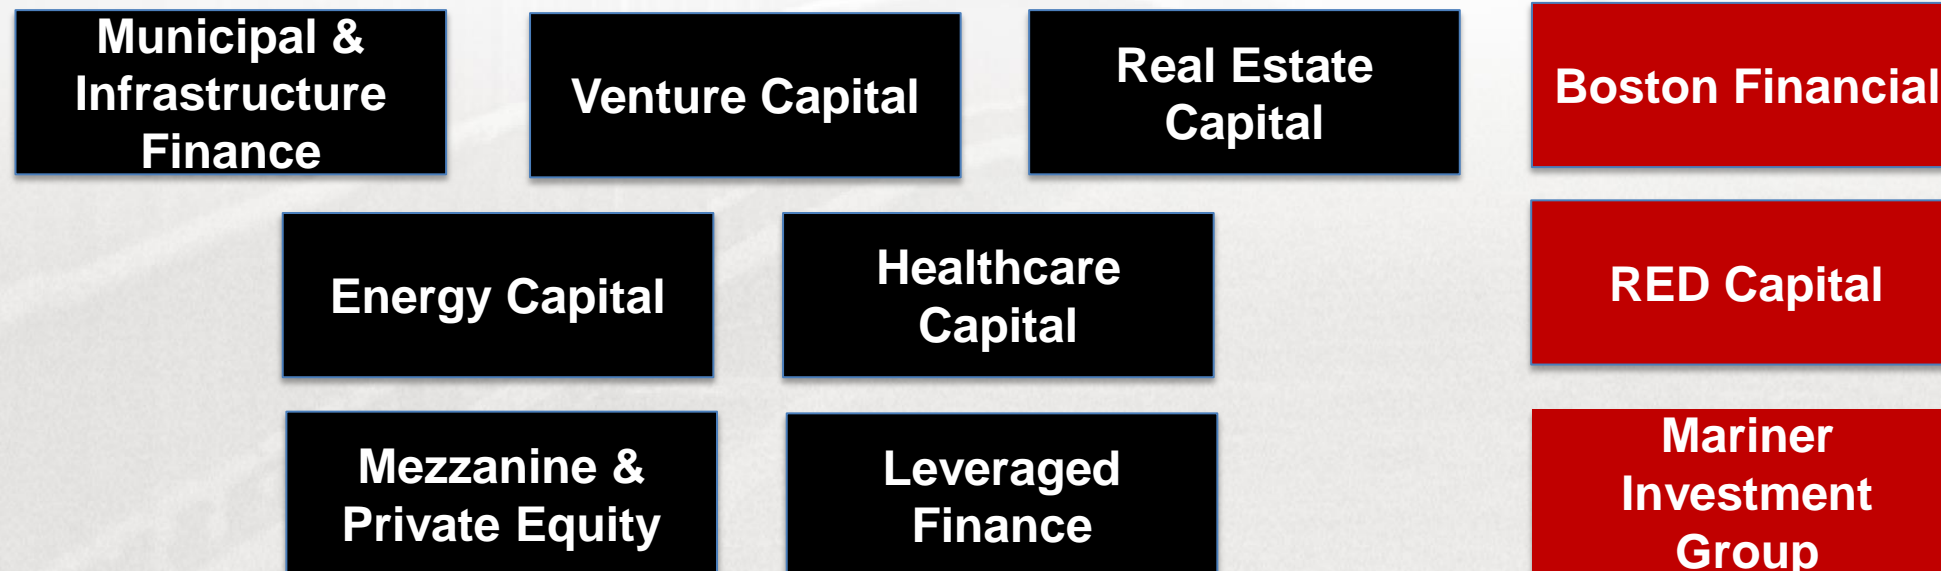 Municipal &
Infrastructure
Finance
Venture Capital
Real Estate
Capital
Boston Financial
Energy Capital
Healthcare
Capital
RED Capital
Mezzanine &
Private Equity
Leveraged
Finance
Mariner
Investment
Group